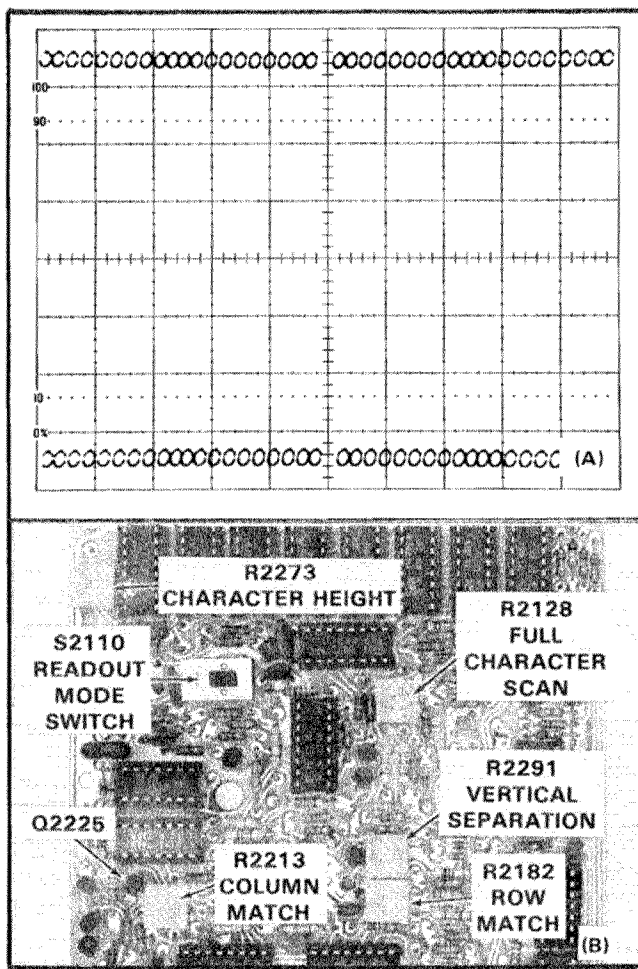 100
90
10
0%
(A)
R2273
CHARACTER HEIGHT
S2110
READOUT
MODE
SWITCH
R2128
FULL
CHARACTER
SCAN
R2291
VERTICAL
SEPARATION
Q2225
R2213
COLUMN
MATCH
R2182
ROW
MATCH
(B)